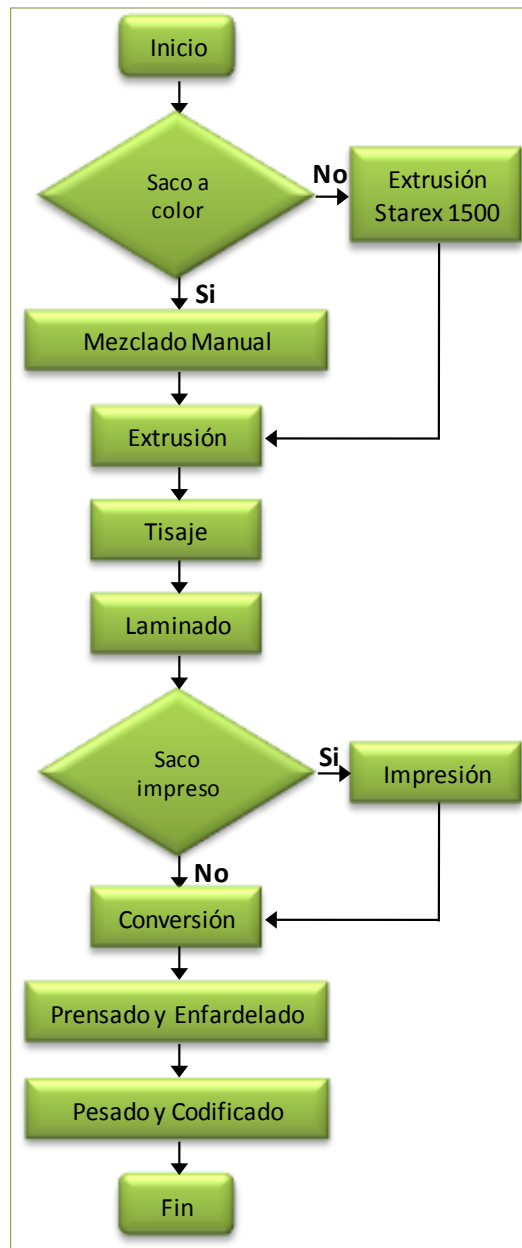 Inicio
Saco a
color
No
Extrusión
Starex 1500
Si
Mezclado Manual
Extrusión
Tisaje
Laminado
Saco
impreso
Si
Impresión
No
Conversión
Prensado y Enfardelado
Pesado y Codificado
Fin